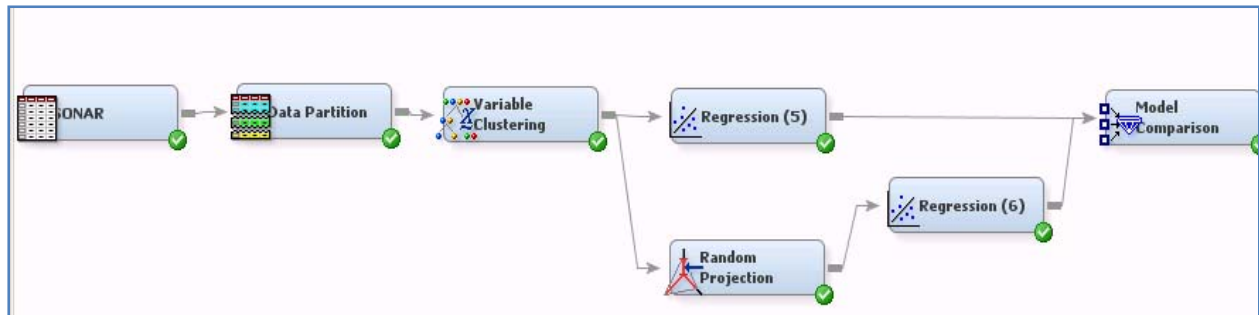 SONAR
Data Partition
Variable
Clustering
Regression (5)
Model
Comparison
Regression (6)
Random
Projection